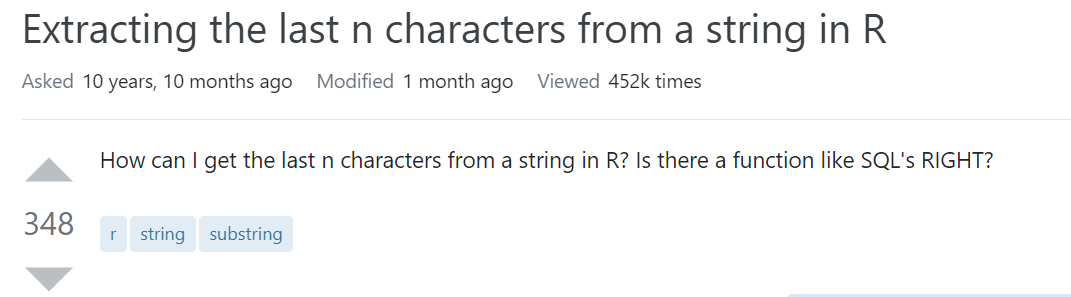 Extracting the last n characters from a string in R
Asked 10 years, 10 months ago Modified 1 month ago Viewed 452k times
How can I get the last n characters from a string in R? Is there a function like SQL's RIGHT?
348
r string substring